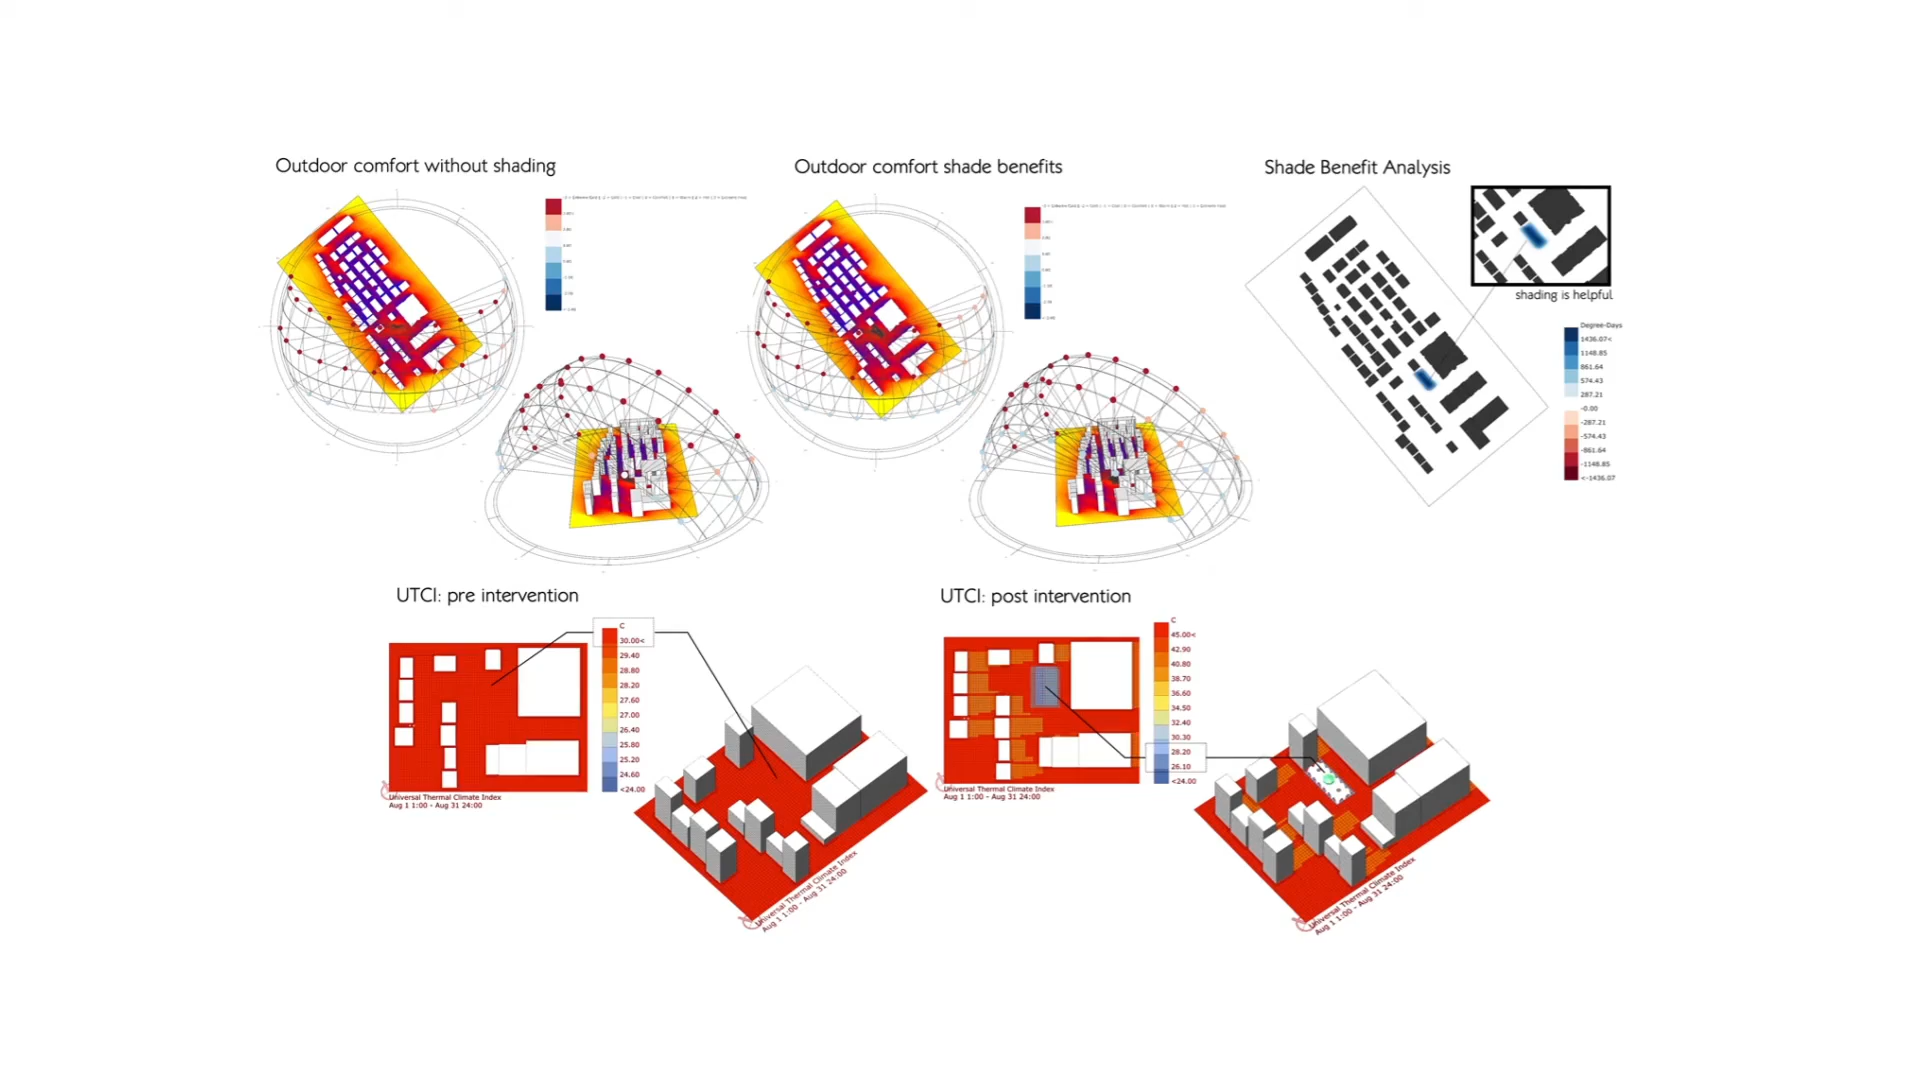 Outdoor comfort without shading
Outdoor comfort shade benefits
Shade Benefit Analysis
shading is helpful
Degree-Days
1436.07<
1148.85
861.64
574.43
287.21
-0.00
-287.21
-574.43
-861.64
-1148.85
<-1436.07
UTCI: pre intervention
C
30.00<
29.40
28.80
28.20
27.60
27.00
26.40
25.80
25.20
24.60
<24.00
Universal Thermal Climate Index
Aug 1 1:00 - Aug 31 24:00
Universal Thermal Climate Index
Aug 1 1:00 - Aug 31 24:00
UTCI: post intervention
C
45.00<
42.90
40.80
38.70
36.60
34.50
32.40
30.30
28.20
26.10
<24.00
Universal Thermal Climate Index
Aug 1 1:00 - Aug 31 24:00
Universal Thermal Climate Index
Aug 1 1:00 - Aug 31 24:00